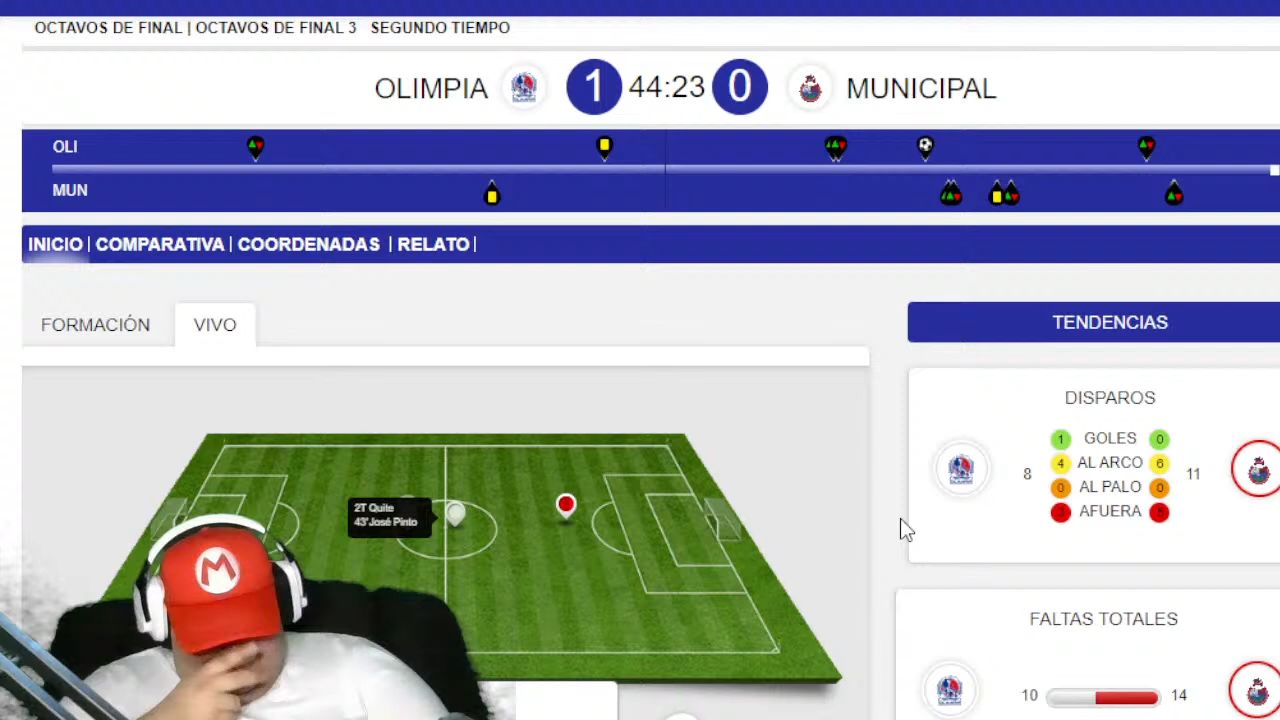 OCTAVOS DE FINAL | OCTAVOS DE FINAL 3 SEGUNDO TIEMPO
OLIMPIA 1 44:23 0 MUNICIPAL
OLI
MUN
INICIO | COMPARATIVA | COORDENADAS | RELATO |
FORMACIÓN VIVO
TENDENCIAS
DISPAROS
1 GOLES 0
8 4 AL ARCO 6 11
0 AL PALO 0
3 AFUERA 5
2T Quite
43' José Pinto
M
FALTAS TOTALES
10 14